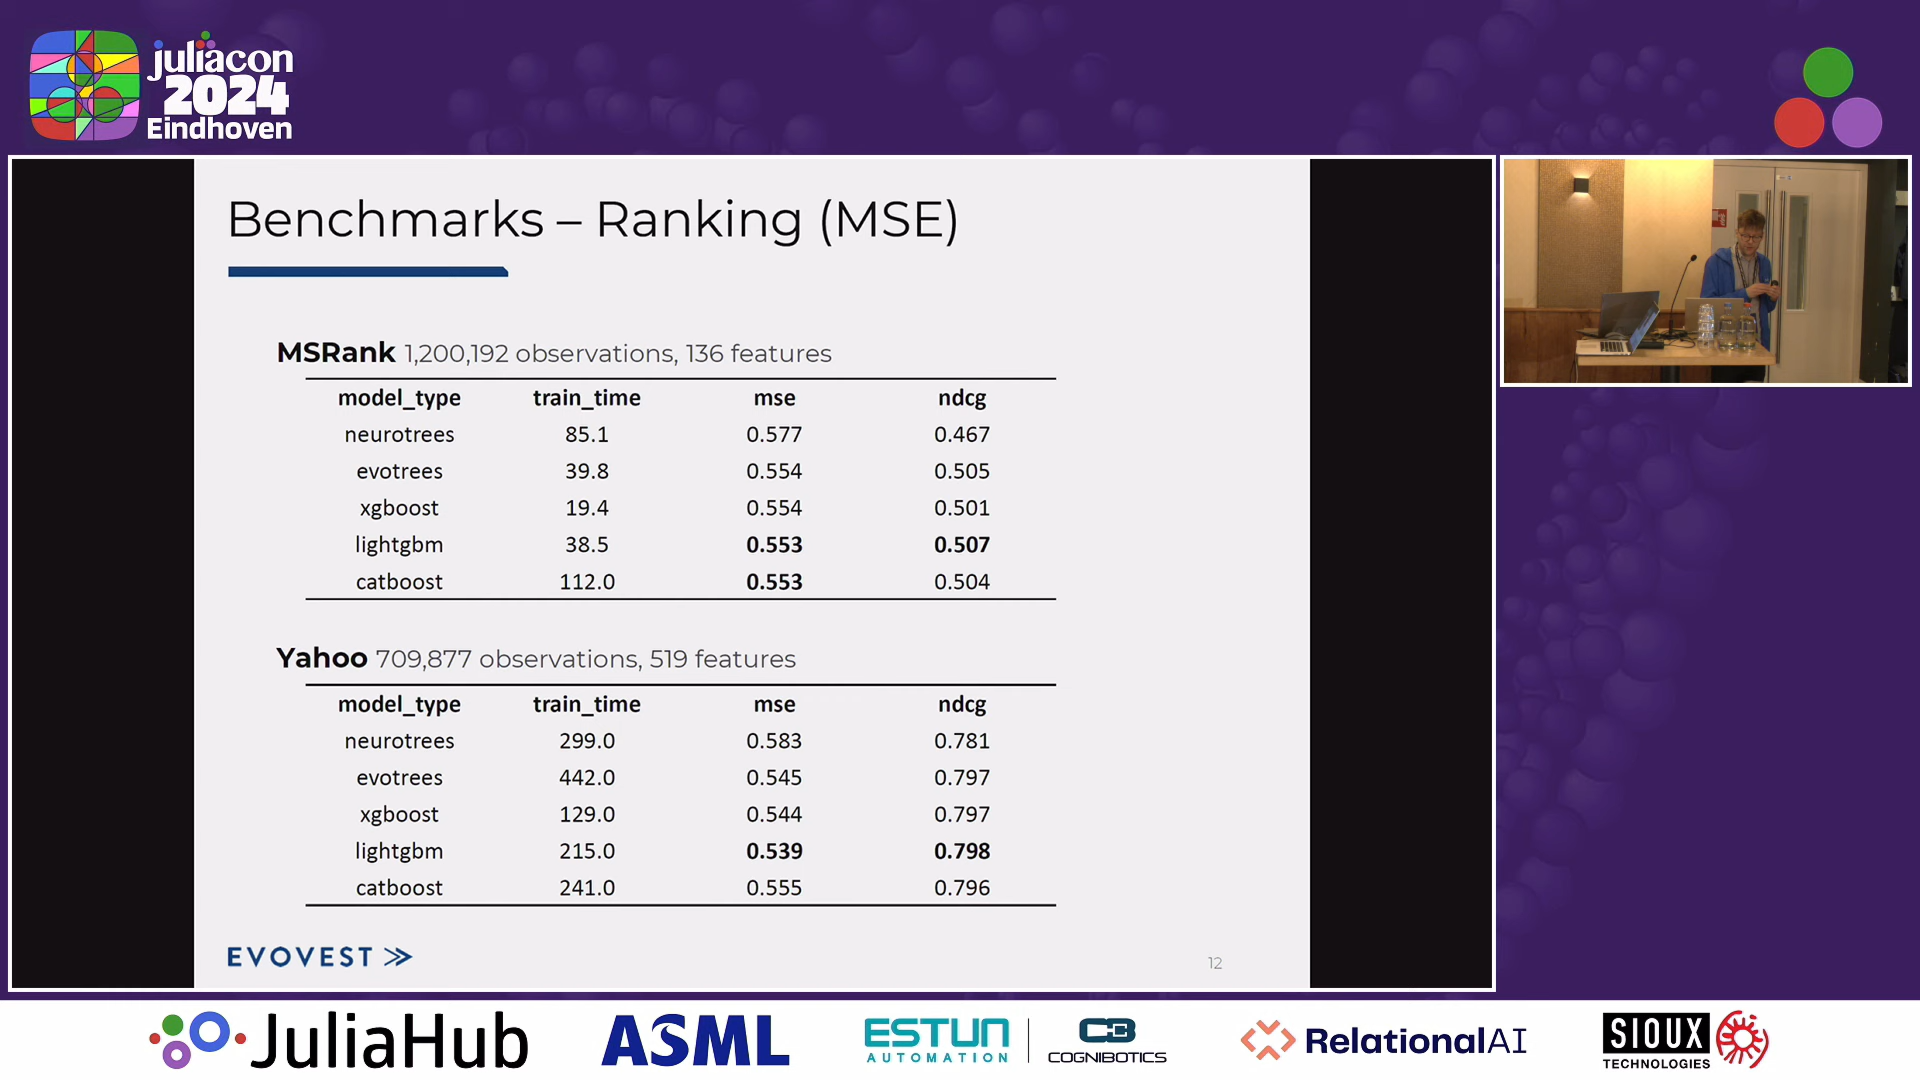 juliacon
2024
Eindhoven
Benchmarks – Ranking (MSE)
MSRank 1,200,192 observations, 136 features
model_type train_time mse ndcg
neurotrees 85.1 0.577 0.467
evotrees 39.8 0.554 0.505
xgboost 19.4 0.554 0.501
lightgbm 38.5 0.553 0.507
catboost 112.0 0.553 0.504
Yahoo 709,877 observations, 519 features
model_type train_time mse ndcg
neurotrees 299.0 0.583 0.781
evotrees 442.0 0.545 0.797
xgboost 129.0 0.544 0.797
lightgbm 215.0 0.539 0.798
catboost 241.0 0.555 0.796
EVOVEST
12
JuliaHub
ASML
ESTUN
AUTOMATION
COGNIBOTICS
RelationalAI
SIOUX
TECHNOLOGIES